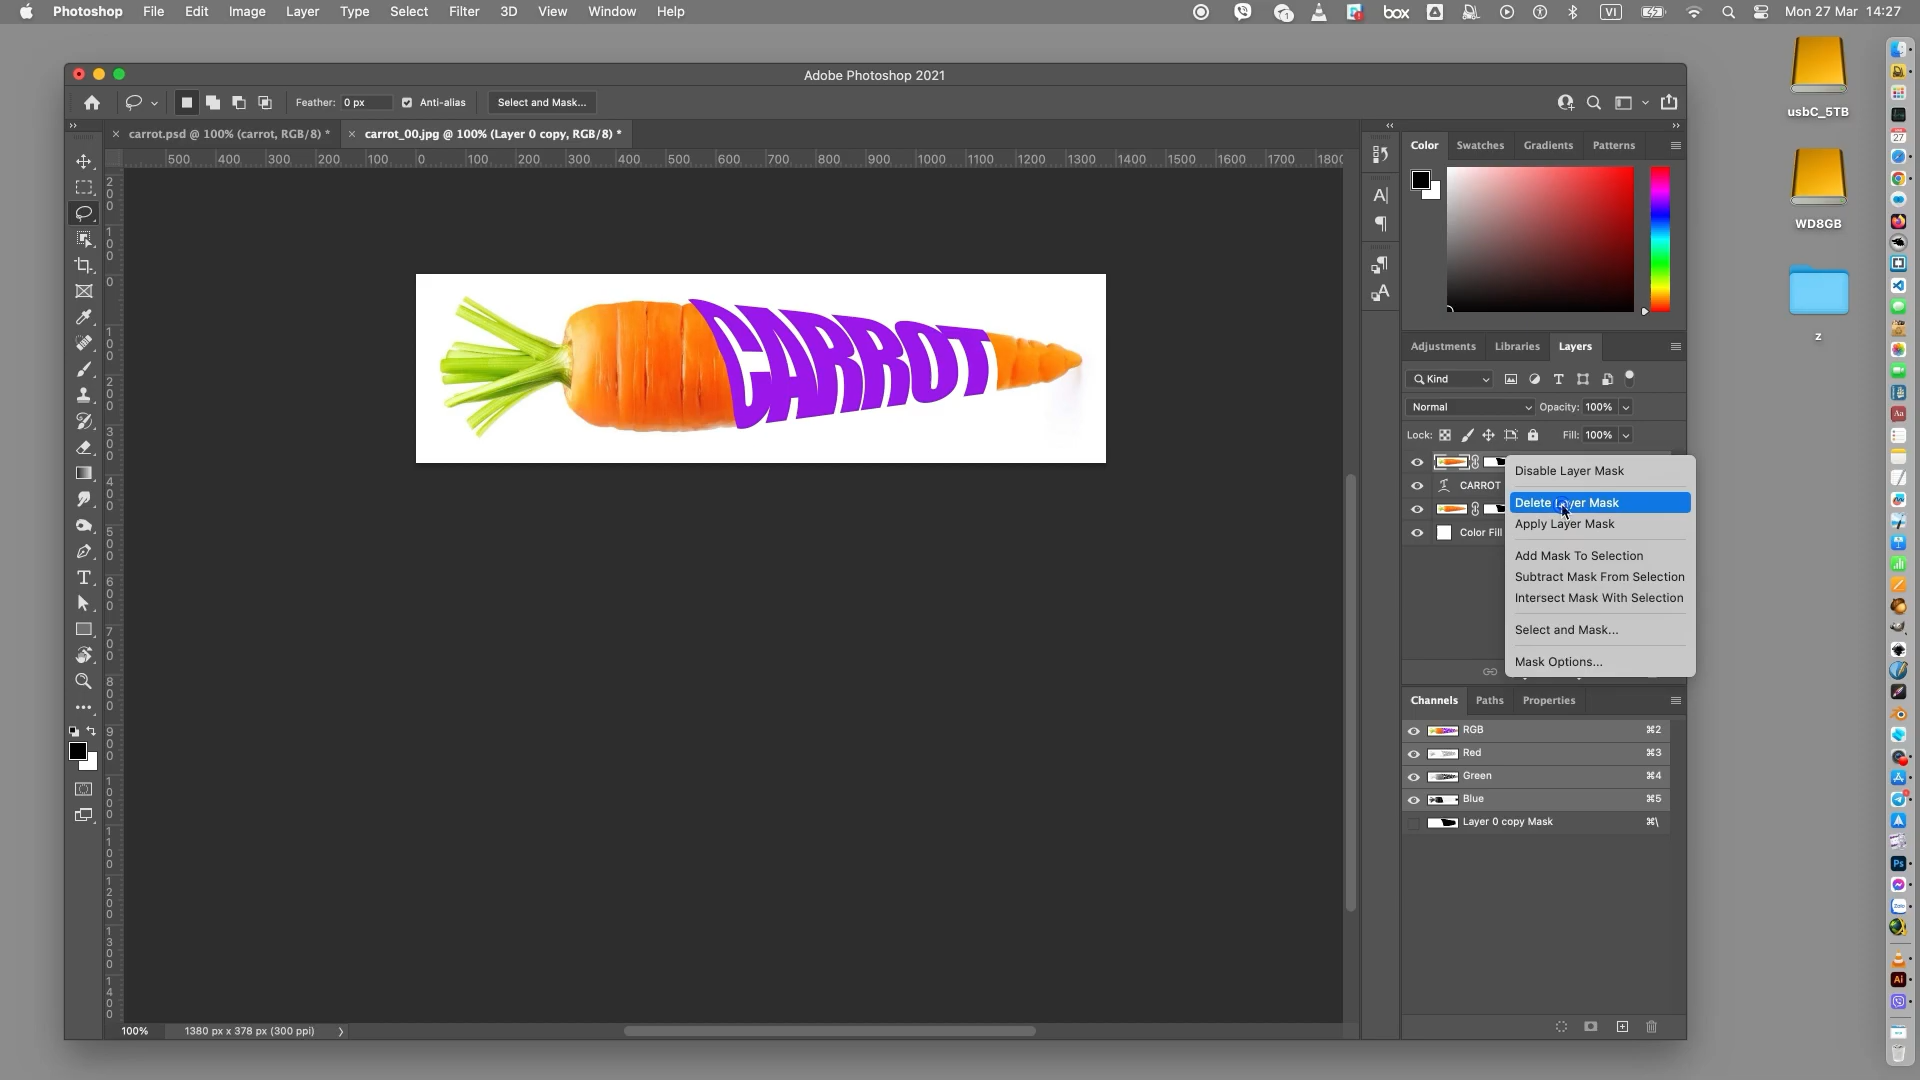 Photoshop File Edit Image Layer Type Select Filter 3D View Window Help
box VI Mon 27 Mar 14:27
Adobe Photoshop 2021
Feather: 0 px Anti-alias Select and Mask...
carrot.psd @ 100% (carrot, RGB/8) * carrot_00.jpg @ 100% (Layer 0 copy, RGB/8) *
500 400 300 200 100 0 100 200 300 400 500 600 700 800 900 1000 1100 1200 1300 1400 1500 1600 1700 1800
CARROT
Color Swatches Gradients Patterns
Adjustments Libraries Layers
Kind
Normal Opacity: 100%
Lock: Fill: 100%
CARROT
Color Fill
Disable Layer Mask
Delete Layer Mask
Apply Layer Mask
Add Mask To Selection
Subtract Mask From Selection
Intersect Mask With Selection
Select and Mask...
Mask Options...
Channels Paths Properties
RGB ⌘2
Red ⌘3
Green ⌘4
Blue ⌘5
Layer 0 copy Mask ⌘\
100% 1380 px x 378 px (300 ppi)
usbC_5TB
WD8GB
z